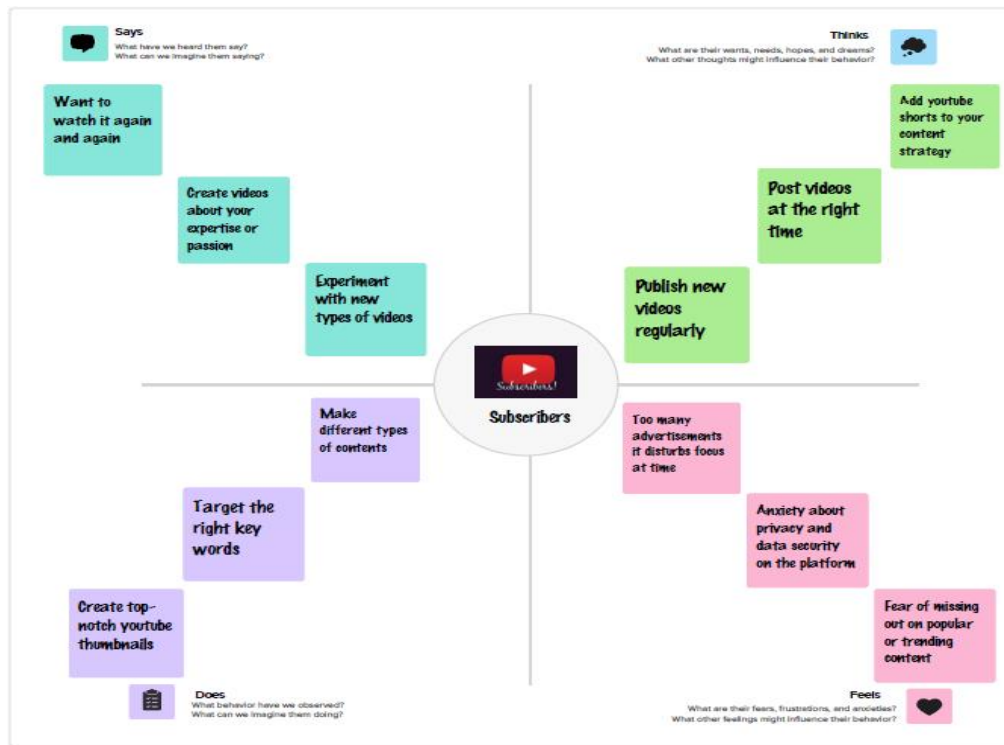 Says
What have we heard them say?
What can we imagine them saying?
Want to
watch it again
and again
Create videos
about your
expertise or
passion
Experiment
with new
types of videos
Thinks
What are their wants, needs, hopes, and dreams?
What other thoughts might influence their behavior?
Add youtube
shorts to your
content
strategy
Post videos
at the right
time
Publish new
videos
regularly
Subscribers!
Subscribers
Make
different types
of contents
Target the
right key
words
Create top-
notch youtube
thumbnails
Does
What behavior have we observed?
What can we imagine them doing?
Too many
advertisements
it disturbs focus
at time
Anxiety about
privacy and
data security
on the platform
Fear of missing
out on popular
or trending
content
Feels
What are their fears, frustrations, and anxieties?
What other feelings might influence their behavior?